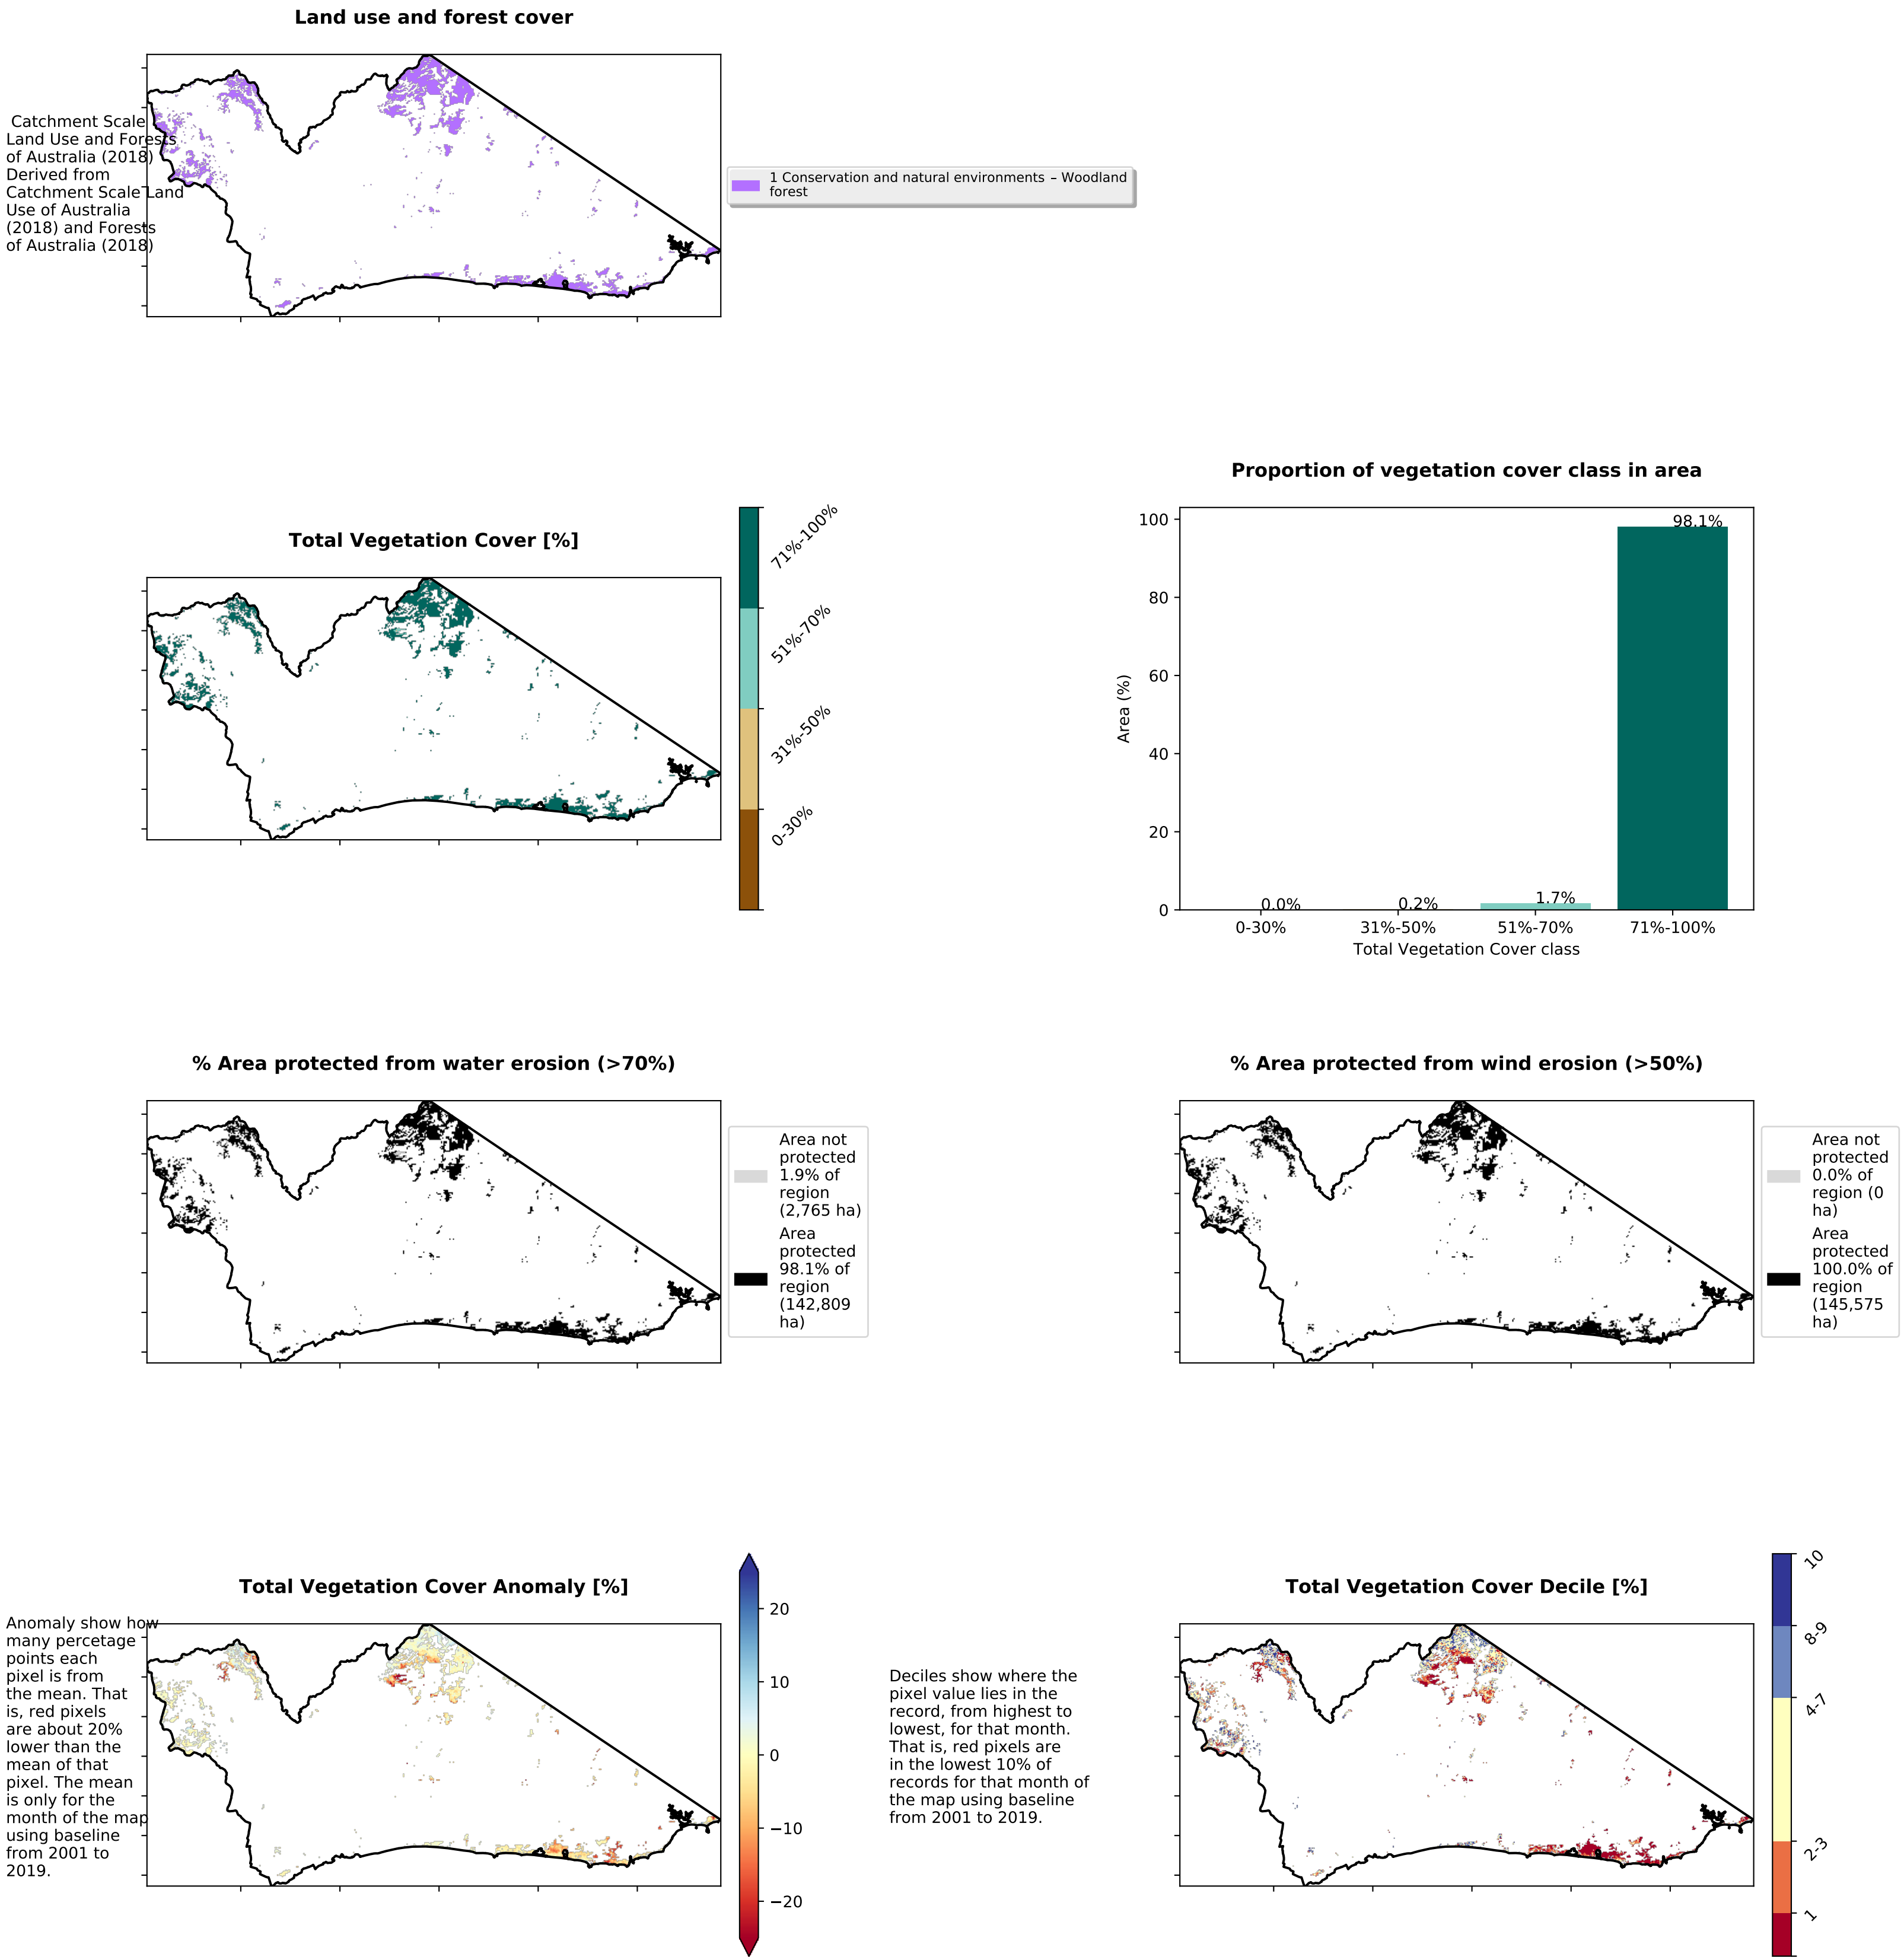 Land use and forest cover
Catchment Scale
Land Use and Forests
of Australia (2018)
Derived from
Catchment Scale Land
Use of Australia
(2018) and Forests
of Australia (2018)
1 Conservation and natural environments – Woodland
forest
Total Vegetation Cover [%]
71%-100%
51%-70%
31%-50%
0-30%
Proportion of vegetation cover class in area
100
80
60
40
20
0
Area (%)
0.0%
0.2%
1.7%
98.1%
0-30%
31%-50%
51%-70%
71%-100%
Total Vegetation Cover class
% Area protected from water erosion (>70%)
Area not
protected
1.9% of
region
(2,765 ha)
Area
protected
98.1% of
region
(142,809
ha)
% Area protected from wind erosion (>50%)
Area not
protected
0.0% of
region (0
ha)
Area
protected
100.0% of
region
(145,575
ha)
Total Vegetation Cover Anomaly [%]
Anomaly show how
many percetage
points each
pixel is from
the mean. That
is, red pixels
are about 20%
lower than the
mean of that
pixel. The mean
is only for the
month of the map
using baseline
from 2001 to
2019.
20
10
0
−10
−20
Total Vegetation Cover Decile [%]
Deciles show where the
pixel value lies in the
record, from highest to
lowest, for that month.
That is, red pixels are
in the lowest 10% of
records for that month of
the map using baseline
from 2001 to 2019.
10
8-9
4-7
2-3
1